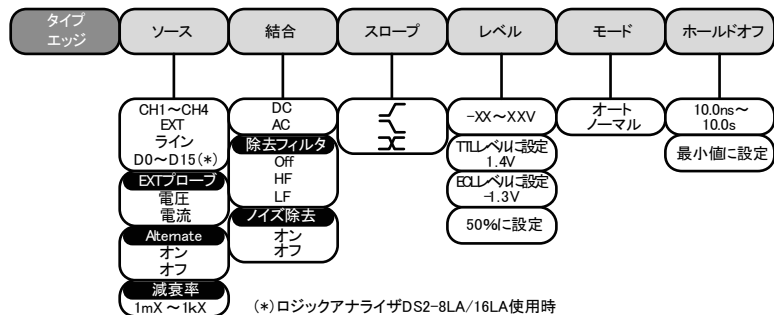 タイプ
エッジ
ソース
結合
スロープ
レベル
モード
ホールドオフ
CH1～CH4
EXT
ライン
D0～D15(*)
EXTプローブ
電圧
電流
Alternate
オン
オフ
減衰率
1mX～1kX
DC
AC
除去フィルタ
Off
HF
LF
ノイズ除去
オン
オフ
-XX～XXV
TTLレベルに設定
1.4V
ECLレベルに設定
-1.3V
50%に設定
オート
ノーマル
10.0ns～
10.0s
最小値に設定
(*)ロジックアナライザDS2-8LA/16LA使用時